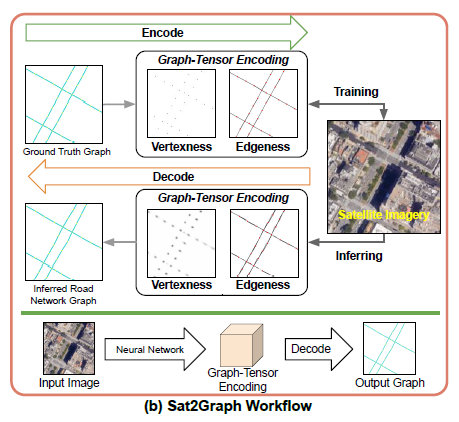 Encode
Graph-Tensor Encoding
Vertexness Edgeness
Ground Truth Graph
Training
Decode
Satellite Imagery
Graph-Tensor Encoding
Vertexness Edgeness
Inferring
Inferred Road
Network Graph
Neural Network
Decode
Input Image
Graph-Tensor
Encoding
Output Graph
(b) Sat2Graph Workflow